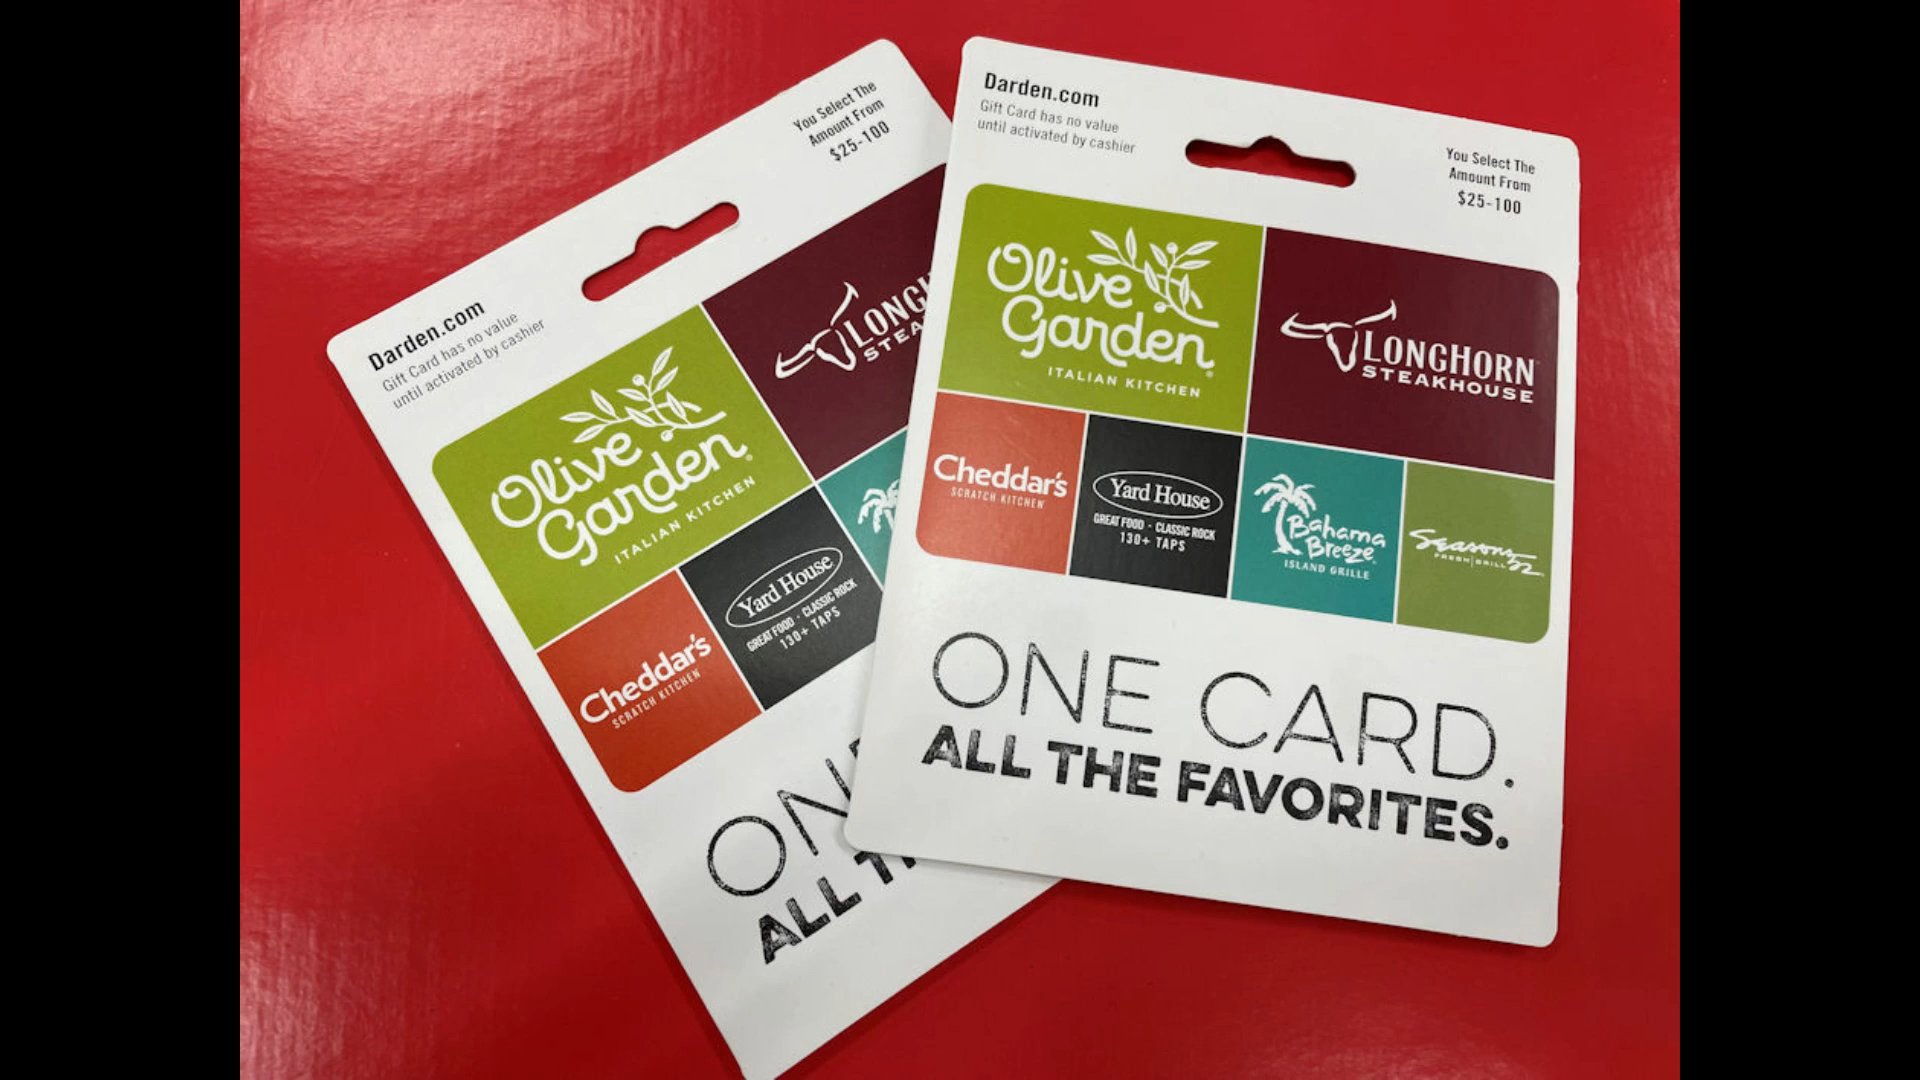 Darden.com
Gift Card has no value
until activated by cashier
You Select The
Amount From
$25-100
Olive
Garden
ITALIAN KITCHEN
LONGH
STEA
Cheddar's
SCRATCH KITCHEN
Yard House
GREAT FOOD · CLASSIC ROCK
130+ TAPS
ON
ALL
Darden.com
Gift Card has no value
until activated by cashier
You Select The
Amount From
$25-100
Olive
Garden
ITALIAN KITCHEN
LONGHORN
STEAKHOUSE
Cheddar's
SCRATCH KITCHEN
Yard House
GREAT FOOD · CLASSIC ROCK
130+ TAPS
Bahama
Breeze
ISLAND GRILLE
Seasons 52
FRESH GRILL
ONE CARD.
ALL THE FAVORITES.